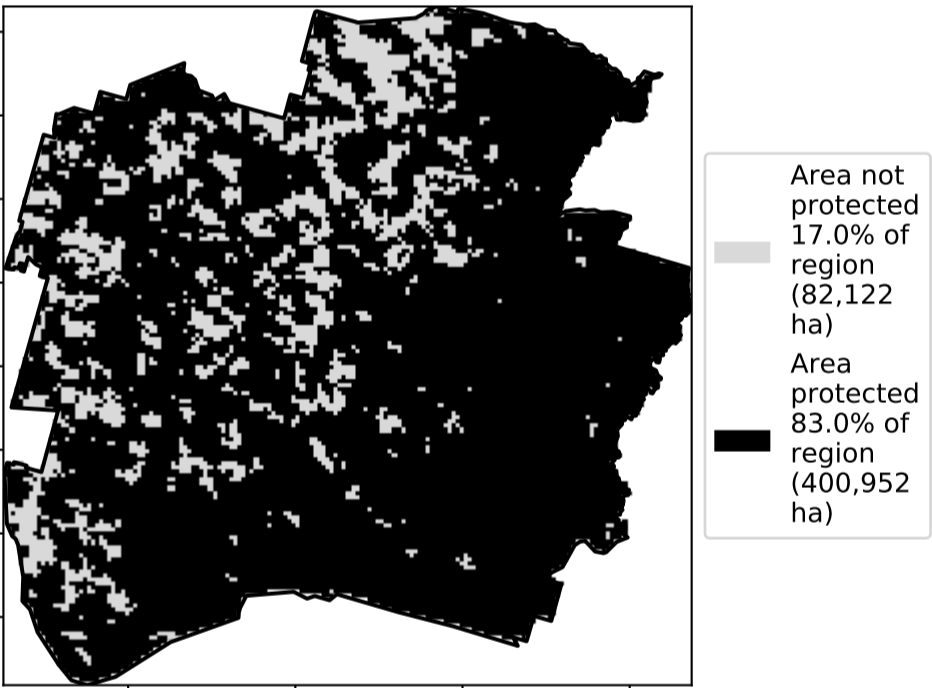 Area not
protected
17.0% of
region
(82,122
ha)
Area
protected
83.0% of
region
(400,952
ha)